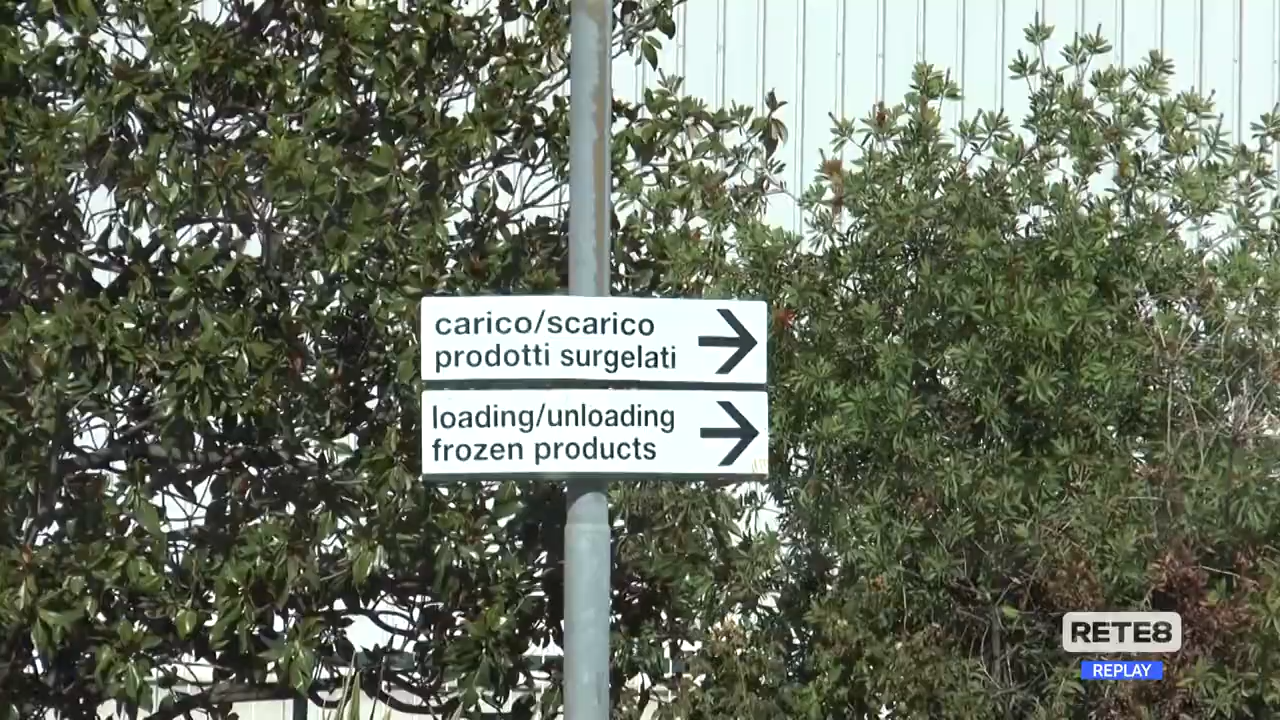 carico/scarico
prodotti surgelati
loading/unloading
frozen products
RETE8
REPLAY